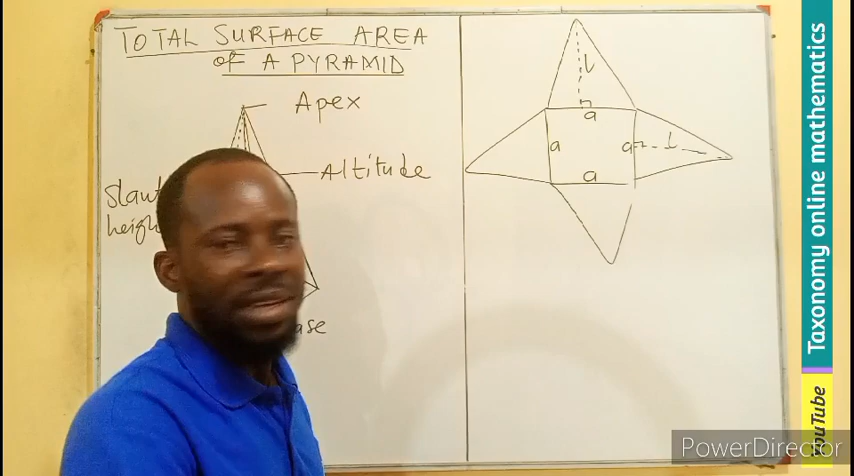 TOTAL SURFACE AREA
of A PYRAMID
Apex
Altitude
Slant
heigh
ase
l
a
a
a
l
a
Taxonomy online mathematics
YouTube
PowerDirector